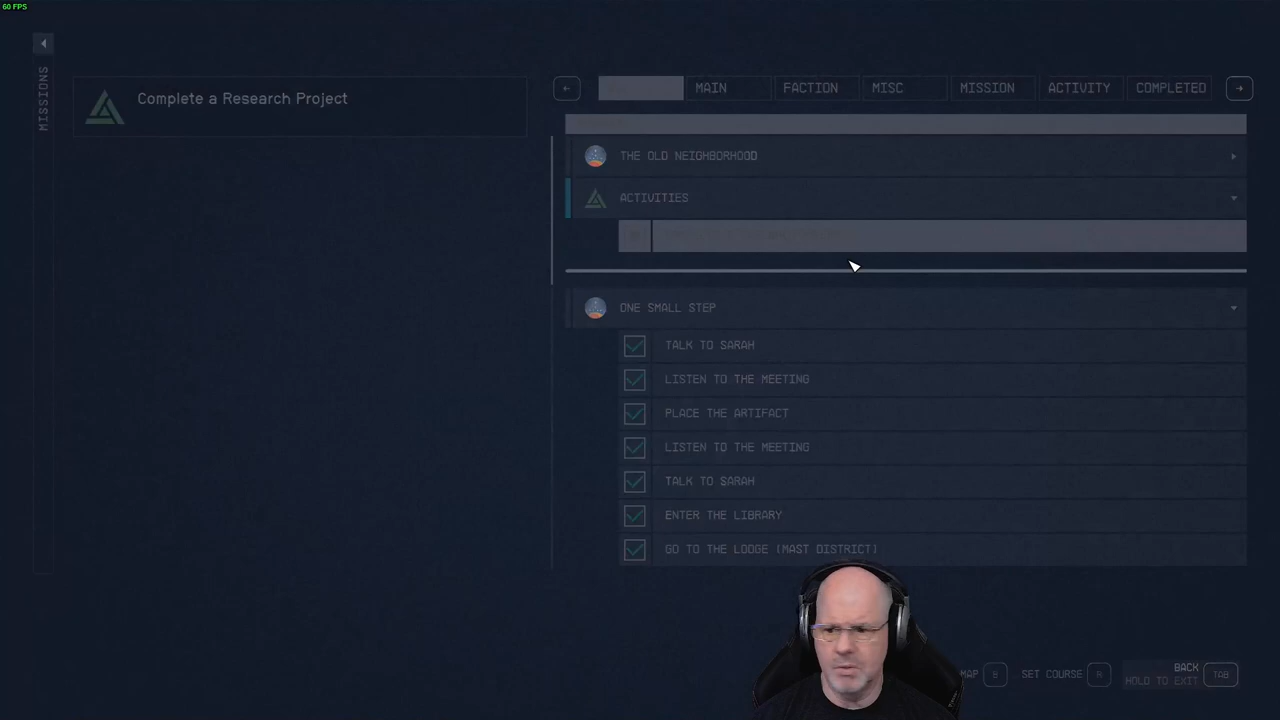 60 FPS
MISSIONS
Complete a Research Project
MAIN
FACTION
MISC
MISSION
ACTIVITY
COMPLETED
THE OLD NEIGHBORHOOD
ACTIVITIES
ONE SMALL STEP
TALK TO SARAH
LISTEN TO THE MEETING
PLACE THE ARTIFACT
LISTEN TO THE MEETING
TALK TO SARAH
ENTER THE LIBRARY
GO TO THE LODGE (MAST DISTRICT)
MAP
SET COURSE R
BACK
HOLD TO EXIT TAB